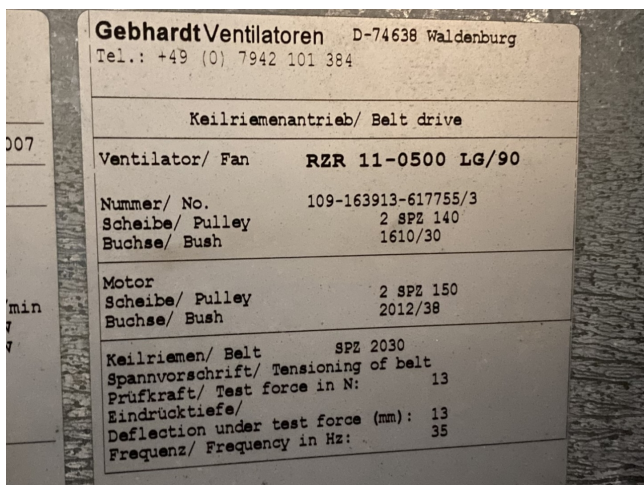 Gebhardt Ventilatoren D-74638 Waldenburg
Tel.: +49 (0) 7942 101 384
Keilriemenantrieb/ Belt drive
007
Ventilator/ Fan RZR 11-0500 LG/90
Nummer/ No. 109-163913-617755/3
Scheibe/ Pulley 2 SPZ 140
Buchse/ Bush 1610/30
Motor
/min
Scheibe/ Pulley 2 SPZ 150
Buchse/ Bush 2012/38
Keilriemen/ Belt SPZ 2030
Spannvorschrift/ Tensioning of belt
Prüfkraft/ Test force in N: 13
Eindrücktiefe/
Deflection under test force (mm): 13
Frequenz/ Frequency in Hz: 35